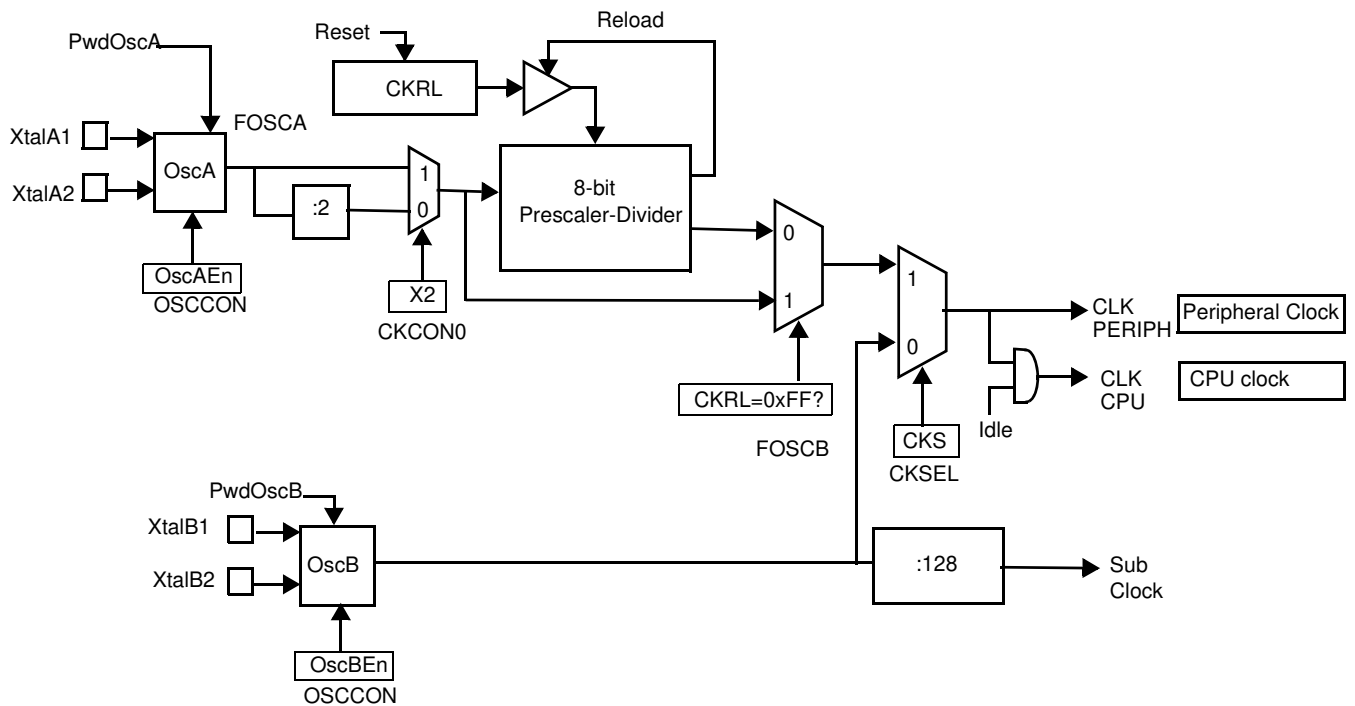 Reload
Reset
PwdOscA
CKRL
FOSCA
XtalA1
OscA
XtalA2
:2
1
0
8-bit
Prescaler-Divider
0
1
OscAEn
OSCCON
X2
CKCON0
1
0
CLK
PERIPH
Peripheral Clock
CLK
CPU
CPU clock
CKRL=0xFF?
Idle
FOSCB
CKS
CKSEL
PwdOscB
XtalB1
OscB
XtalB2
:128
Sub
Clock
OscBEn
OSCCON